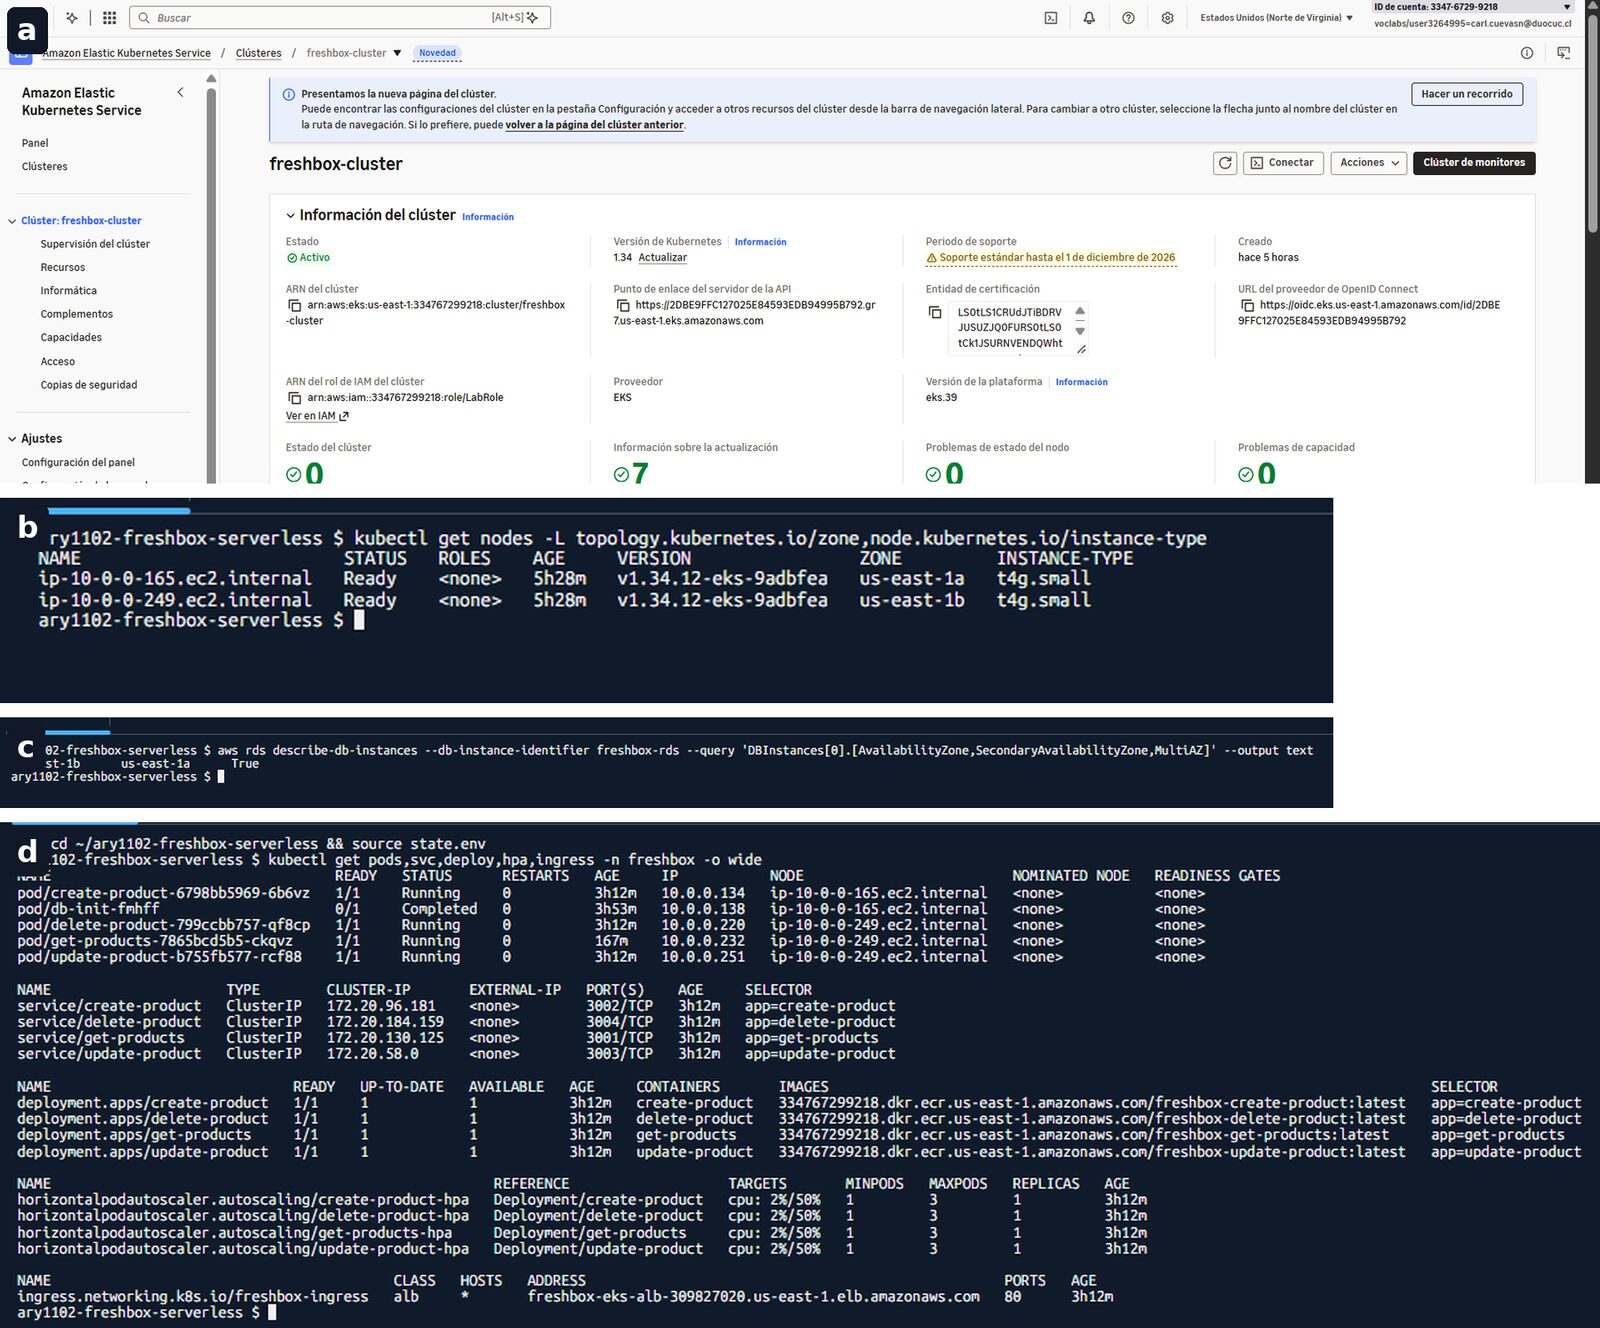 a
Buscar [Alt+S]
Estados Unidos (Norte de Virginia)
ID de cuenta: 3347-6729-9218
voclabs/user3264995=carl.cuevasn@duocuc.cl
Amazon Elastic Kubernetes Service / Clústeres / freshbox-cluster Novedad
Amazon Elastic
Kubernetes Service
Panel
Clústeres
Clúster: freshbox-cluster
Supervisión del clúster
Recursos
Informática
Complementos
Capacidades
Acceso
Copias de seguridad
Ajustes
Configuración del panel
Presentamos la nueva página del clúster.
Puede encontrar las configuraciones del clúster en la pestaña Configuración y acceder a otros recursos del clúster desde la barra de navegación lateral. Para cambiar a otro clúster, seleccione la flecha junto al nombre del clúster en
la ruta de navegación. Si lo prefiere, puede volver a la página del clúster anterior.
Hacer un recorrido
freshbox-cluster
Conectar Acciones Clúster de monitores
Información del clúster Información
Estado
Activo
Versión de Kubernetes Información
1.34 Actualizar
Periodo de soporte
Soporte estándar hasta el 1 de diciembre de 2026
Creado
hace 5 horas
ARN del clúster
arn:aws:eks:us-east-1:334767299218:cluster/freshbox
-cluster
Punto de enlace del servidor de la API
https://2DBE9FFC127025E84593EDB94995B792.gr
7.us-east-1.eks.amazonaws.com
Entidad de certificación
LS0tLS1CRUdJTiBDRV
JUSUZJQ0FURS0tLS0
tCk1JSURNVENDQWht
URL del proveedor de OpenID Connect
https://oidc.eks.us-east-1.amazonaws.com/id/2DBE
9FFC127025E84593EDB94995B792
ARN del rol de IAM del clúster
arn:aws:iam::334767299218:role/LabRole
Ver en IAM
Proveedor
EKS
Versión de la plataforma Información
eks.39
Estado del clúster
0
Información sobre la actualización
7
Problemas de estado del nodo
0
Problemas de capacidad
0
b
ry1102-freshbox-serverless $ kubectl get nodes -L topology.kubernetes.io/zone,node.kubernetes.io/instance-type
NAME STATUS ROLES AGE VERSION ZONE INSTANCE-TYPE
ip-10-0-0-165.ec2.internal Ready <none> 5h28m v1.34.12-eks-9adbfea us-east-1a t4g.small
ip-10-0-0-249.ec2.internal Ready <none> 5h28m v1.34.12-eks-9adbfea us-east-1b t4g.small
ary1102-freshbox-serverless $
c
02-freshbox-serverless $ aws rds describe-db-instances --db-instance-identifier freshbox-rds --query 'DBInstances[0].[AvailabilityZone,SecondaryAvailabilityZone,MultiAZ]' --output text
st-1b us-east-1a True
ary1102-freshbox-serverless $
d
cd ~/ary1102-freshbox-serverless && source state.env
102-freshbox-serverless $ kubectl get pods,svc,deploy,hpa,ingress -n freshbox -o wide
NAME READY STATUS RESTARTS AGE IP NODE NOMINATED NODE READINESS GATES
pod/create-product-6798bb5969-6b6vz 1/1 Running 0 3h12m 10.0.0.134 ip-10-0-0-165.ec2.internal <none> <none>
pod/db-init-fmhff 0/1 Completed 0 3h53m 10.0.0.138 ip-10-0-0-165.ec2.internal <none> <none>
pod/delete-product-799ccbb757-qf8cp 1/1 Running 0 3h12m 10.0.0.220 ip-10-0-0-249.ec2.internal <none> <none>
pod/get-products-7865bcd5b5-ckqvz 1/1 Running 0 167m 10.0.0.232 ip-10-0-0-249.ec2.internal <none> <none>
pod/update-product-b755fb577-rcf88 1/1 Running 0 3h12m 10.0.0.251 ip-10-0-0-249.ec2.internal <none> <none>
NAME TYPE CLUSTER-IP EXTERNAL-IP PORT(S) AGE SELECTOR
service/create-product ClusterIP 172.20.96.181 <none> 3002/TCP 3h12m app=create-product
service/delete-product ClusterIP 172.20.184.159 <none> 3004/TCP 3h12m app=delete-product
service/get-products ClusterIP 172.20.130.125 <none> 3001/TCP 3h12m app=get-products
service/update-product ClusterIP 172.20.58.0 <none> 3003/TCP 3h12m app=update-product
NAME READY UP-TO-DATE AVAILABLE AGE CONTAINERS IMAGES SELECTOR
deployment.apps/create-product 1/1 1 1 3h12m create-product 334767299218.dkr.ecr.us-east-1.amazonaws.com/freshbox-create-product:latest app=create-product
deployment.apps/delete-product 1/1 1 1 3h12m delete-product 334767299218.dkr.ecr.us-east-1.amazonaws.com/freshbox-delete-product:latest app=delete-product
deployment.apps/get-products 1/1 1 1 3h12m get-products 334767299218.dkr.ecr.us-east-1.amazonaws.com/freshbox-get-products:latest app=get-products
deployment.apps/update-product 1/1 1 1 3h12m update-product 334767299218.dkr.ecr.us-east-1.amazonaws.com/freshbox-update-product:latest app=update-product
NAME REFERENCE TARGETS MINPODS MAXPODS REPLICAS AGE
horizontalpodautoscaler.autoscaling/create-product-hpa Deployment/create-product cpu: 2%/50% 1 3 1 3h12m
horizontalpodautoscaler.autoscaling/delete-product-hpa Deployment/delete-product cpu: 2%/50% 1 3 1 3h12m
horizontalpodautoscaler.autoscaling/get-products-hpa Deployment/get-products cpu: 2%/50% 1 3 1 3h12m
horizontalpodautoscaler.autoscaling/update-product-hpa Deployment/update-product cpu: 2%/50% 1 3 1 3h12m
NAME CLASS HOSTS ADDRESS PORTS AGE
ingress.networking.k8s.io/freshbox-ingress alb * freshbox-eks-alb-309827020.us-east-1.elb.amazonaws.com 80 3h12m
ary1102-freshbox-serverless $